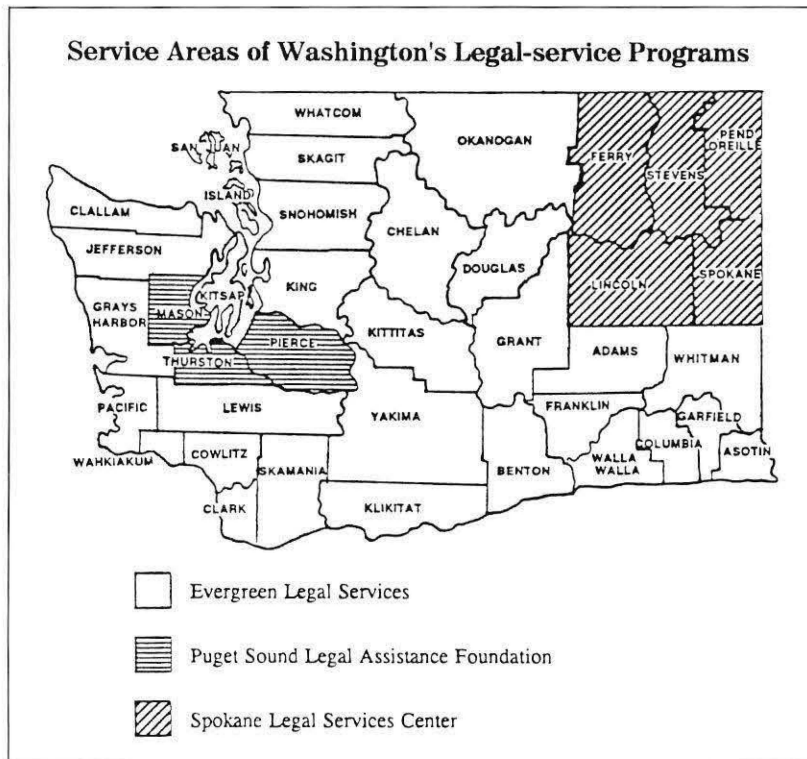 Service Areas of Washington's Legal-service Programs
WHATCOM
OKANOGAN
PEND
OREILLE
SAN JUAN
SKAGIT
FERRY
STEVENS
ISLAND
CLALLAM
SNOHOMISH
CHELAN
JEFFERSON
DOUGLAS
SPOKANE
LINCOLN
KITSAP
KING
GRAYS
HARBOR
MASON
KITTITAS
GRANT
PIERCE
ADAMS
WHITMAN
THURSTON
PACIFIC
LEWIS
YAKIMA
FRANKLIN
GARFIELD
COLUMBIA
WAHKIAKUM
COWLITZ
SKAMANIA
BENTON
WALLA
WALLA
ASOTIN
CLARK
KLIKITAT
Evergreen Legal Services
Puget Sound Legal Assistance Foundation
Spokane Legal Services Center